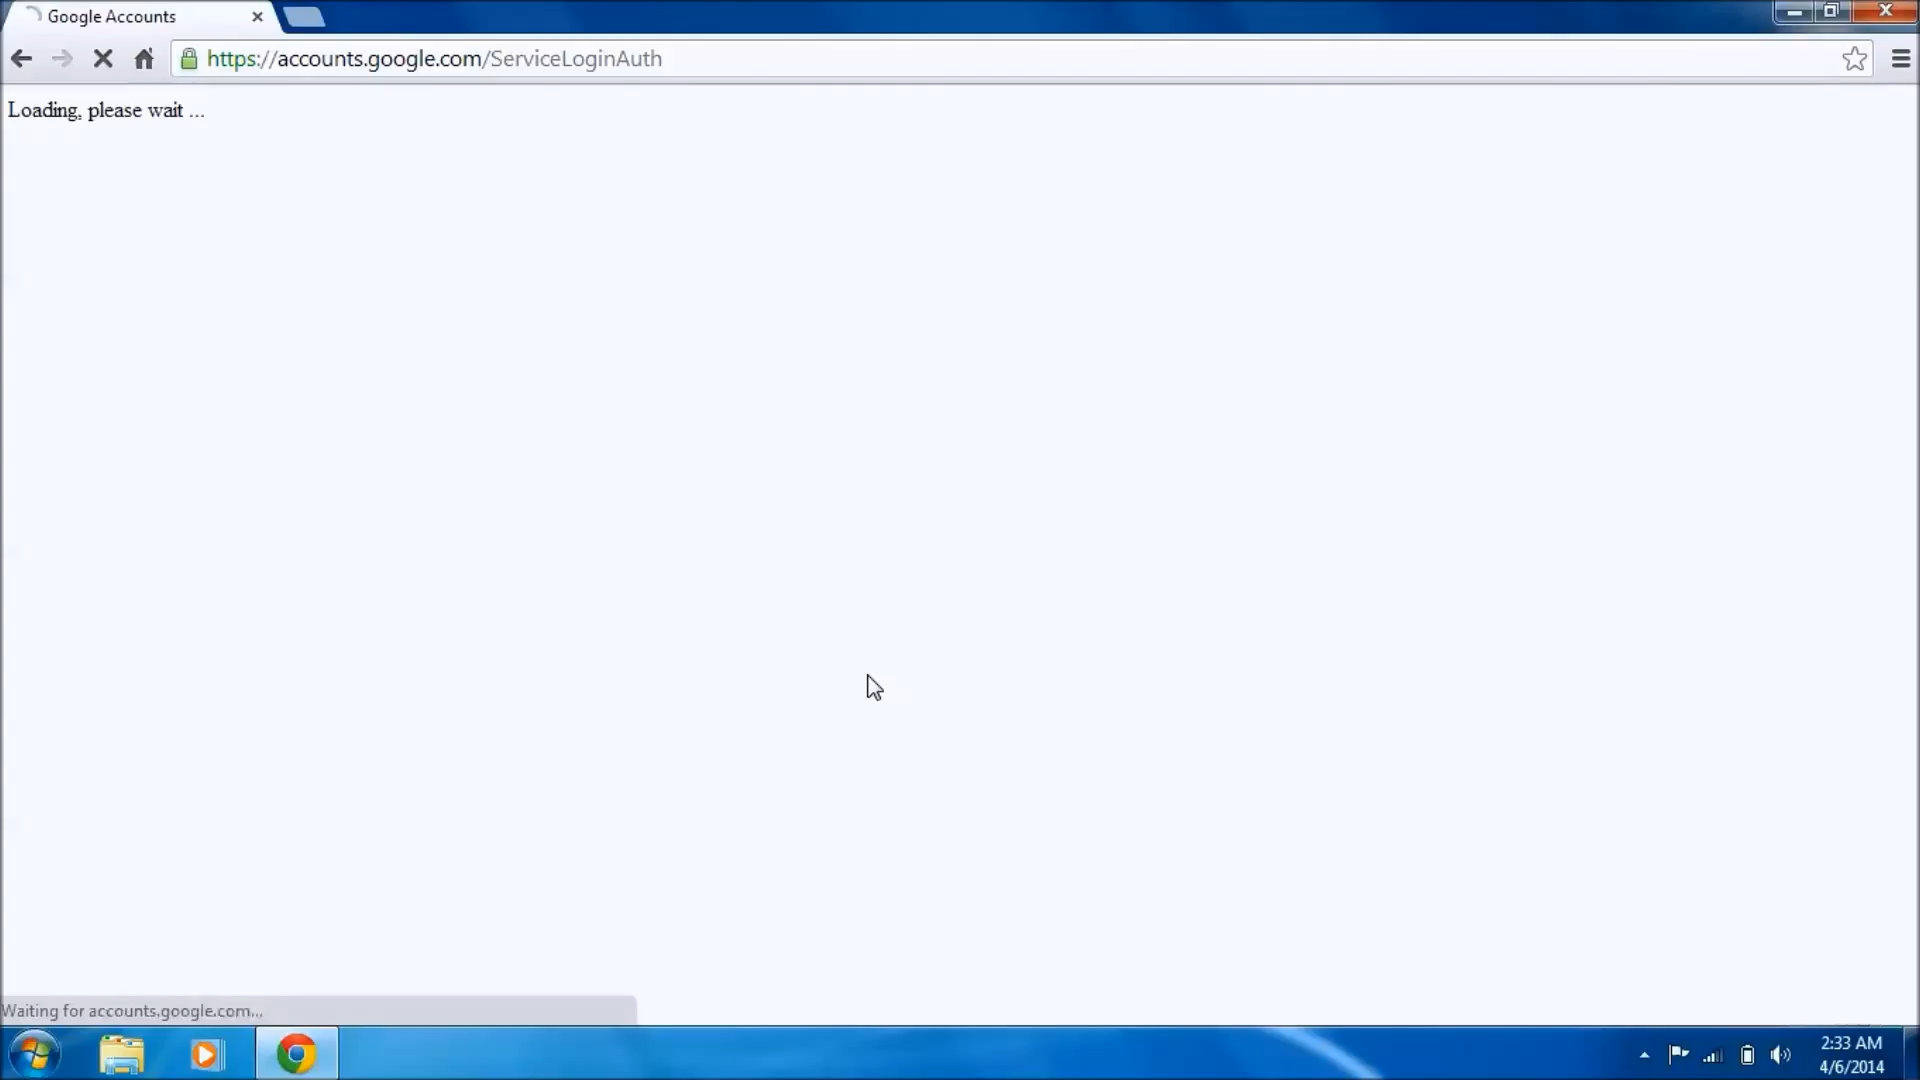 Google Accounts
https://accounts.google.com/ServiceLoginAuth
Loading, please wait ...
Waiting for accounts.google.com...
2:33 AM
4/6/2014